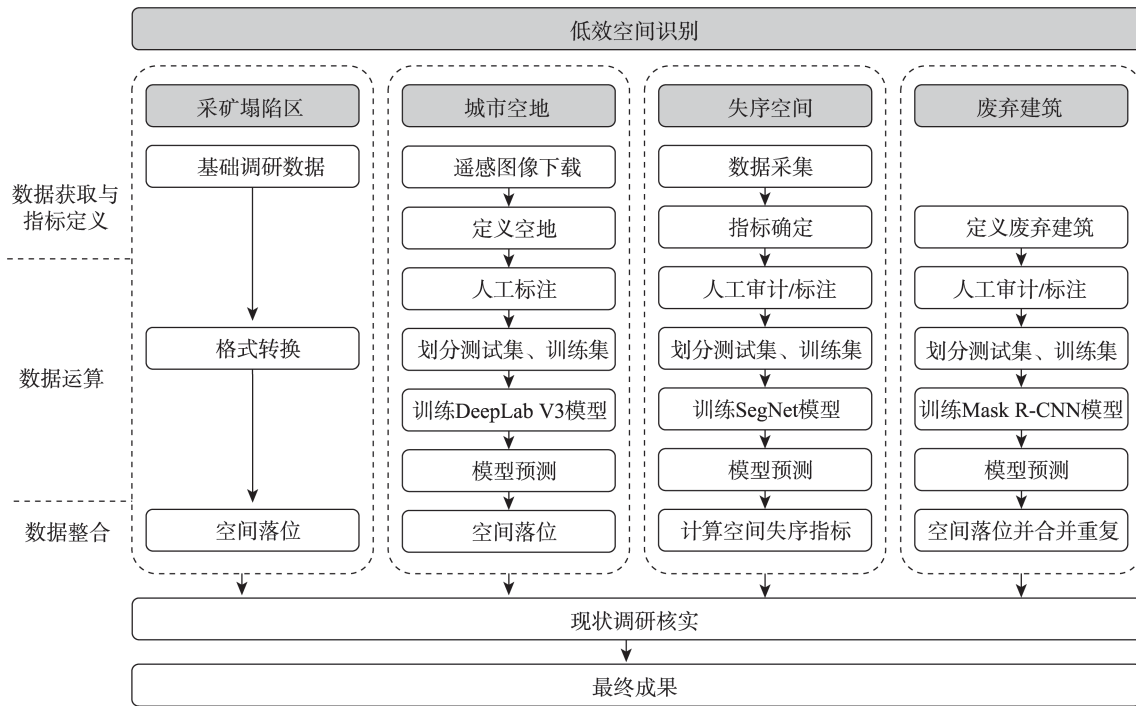 低效空间识别
采矿塌陷区
城市空地
失序空间
废弃建筑
数据获取与
指标定义
基础调研数据
遥感图像下载
数据采集
定义空地
指标确定
定义废弃建筑
数据运算
人工标注
人工审计/标注
人工审计/标注
格式转换
划分测试集、训练集
划分测试集、训练集
划分测试集、训练集
训练DeepLab V3模型
训练SegNet模型
训练Mask R-CNN模型
模型预测
模型预测
模型预测
数据整合
空间落位
空间落位
计算空间失序指标
空间落位并合并重复
现状调研核实
最终成果